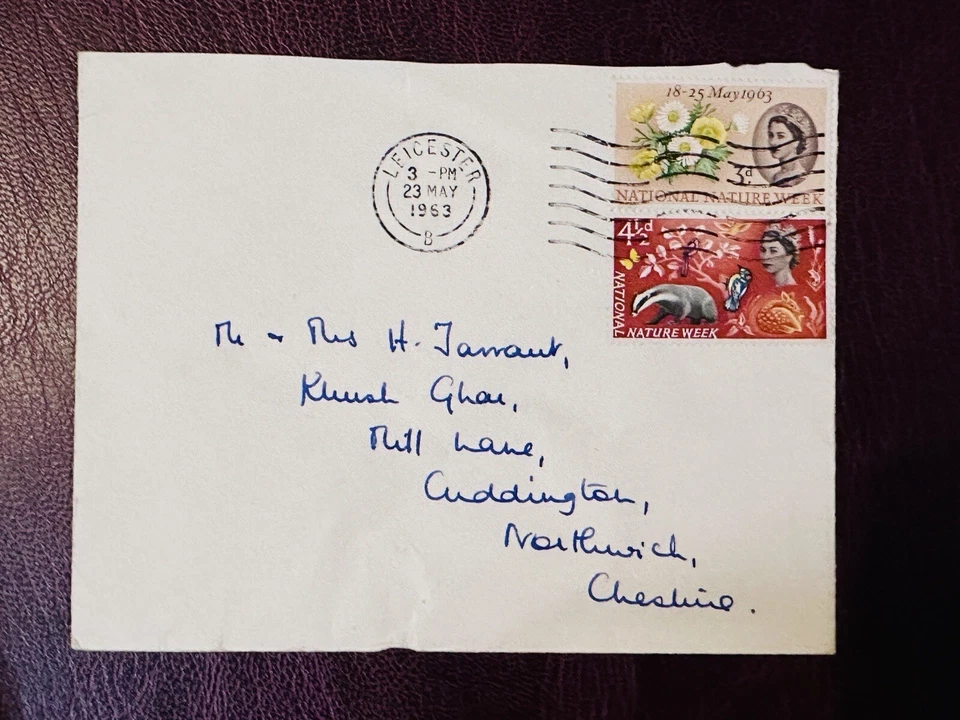 18-25 May 1963
3d
NATIONAL NATURE WEEK
LEICESTER
3 - PM
23 MAY
1963
B
4½d
NATIONAL NATURE WEEK
Mr & Mrs H. Tarrant,
Khush Ghar,
Mill Lane,
Cuddington,
Northwich,
Cheshire.